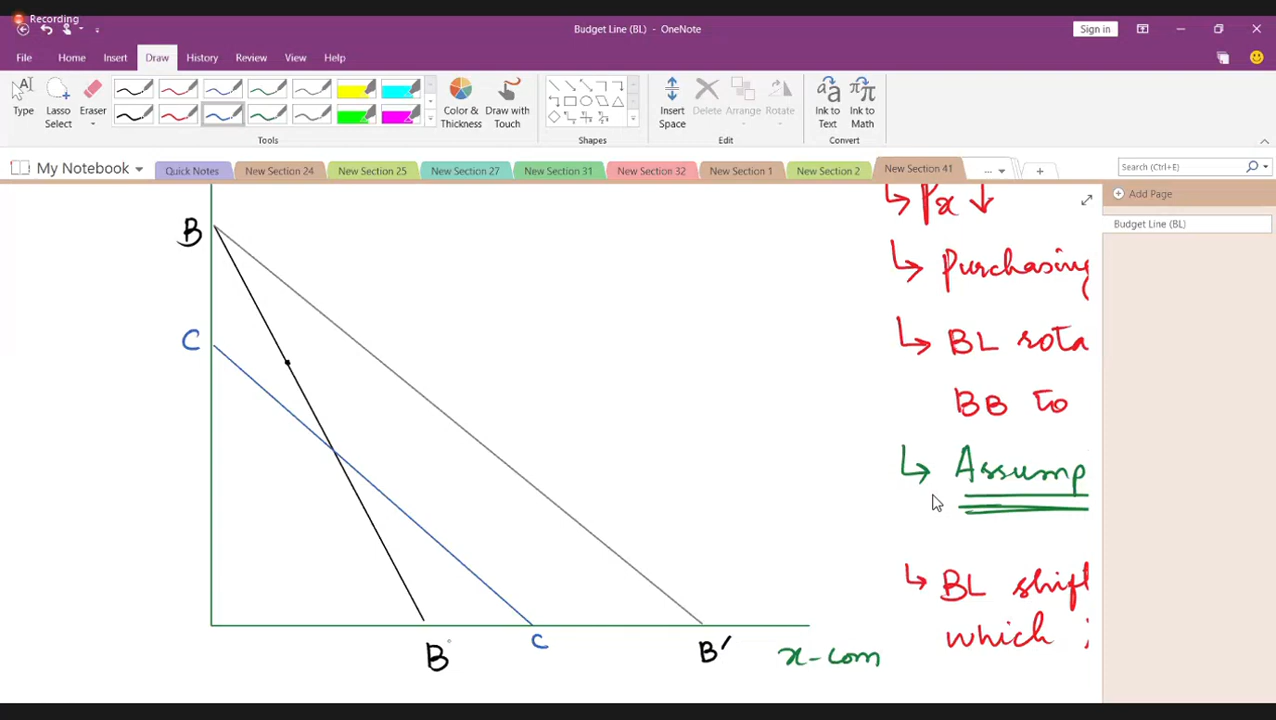 Recording
Budget Line (BL) - OneNote
Sign in
File Home Insert Draw History Review View Help
Type
Lasso Select
Eraser
Color & Thickness
Draw with Touch
Insert Space
Delete
Arrange
Rotate
Ink to Text
Ink to Math
Tools Shapes Edit Convert
My Notebook
Quick Notes New Section 24 New Section 25 New Section 27 New Section 31 New Section 32 New Section 1 New Section 2 New Section 41 ...
Search (Ctrl+E)
Add Page
Budget Line (BL)
B
C
B
C
B′
x-com
↳ Px ↓
↳ Purchasing
(
↳ BL rota
BB to
↳ Assump
↳ BL shift
which